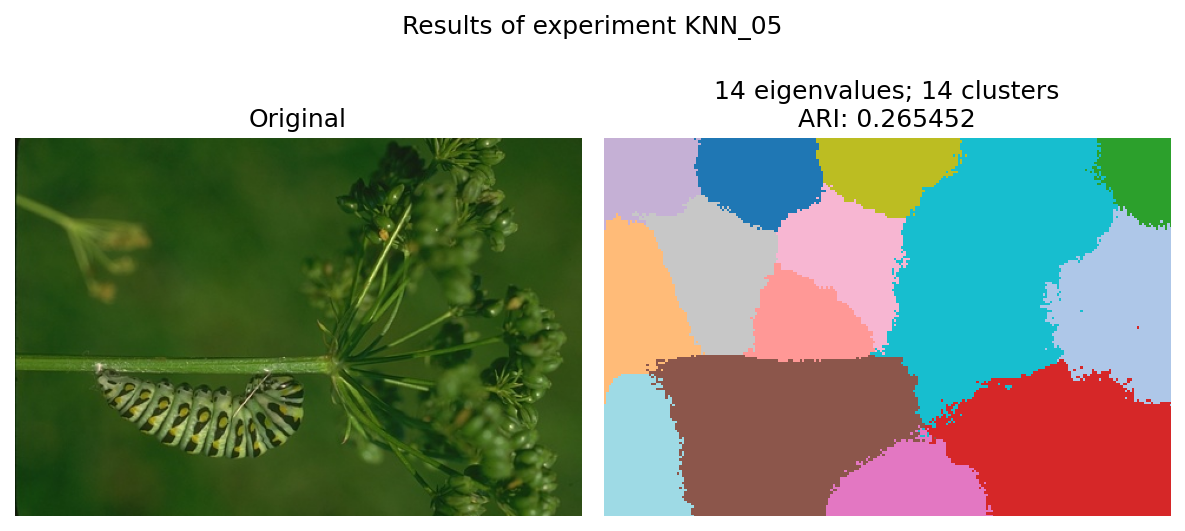 Results of experiment KNN_05
Original
14 eigenvalues; 14 clusters
ARI: 0.265452